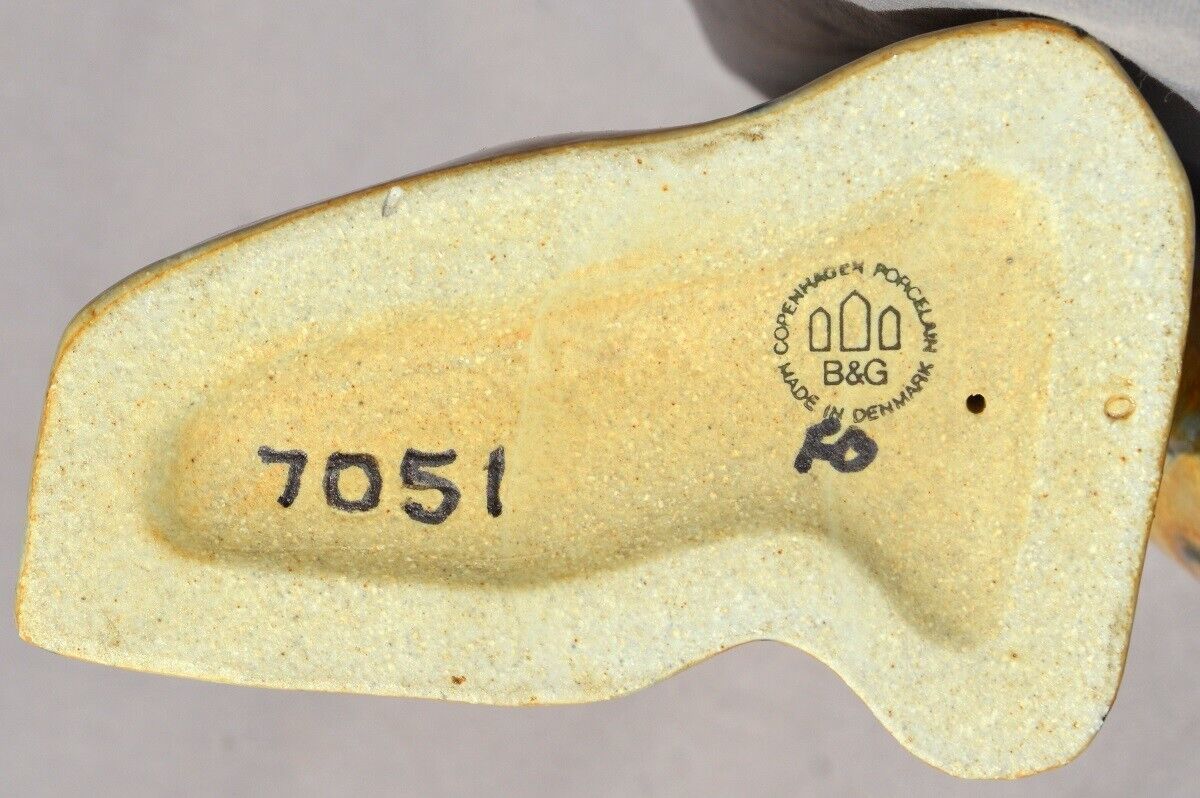 COPENHAGEN PORCELAIN
B&G
MADE IN DENMARK
7051